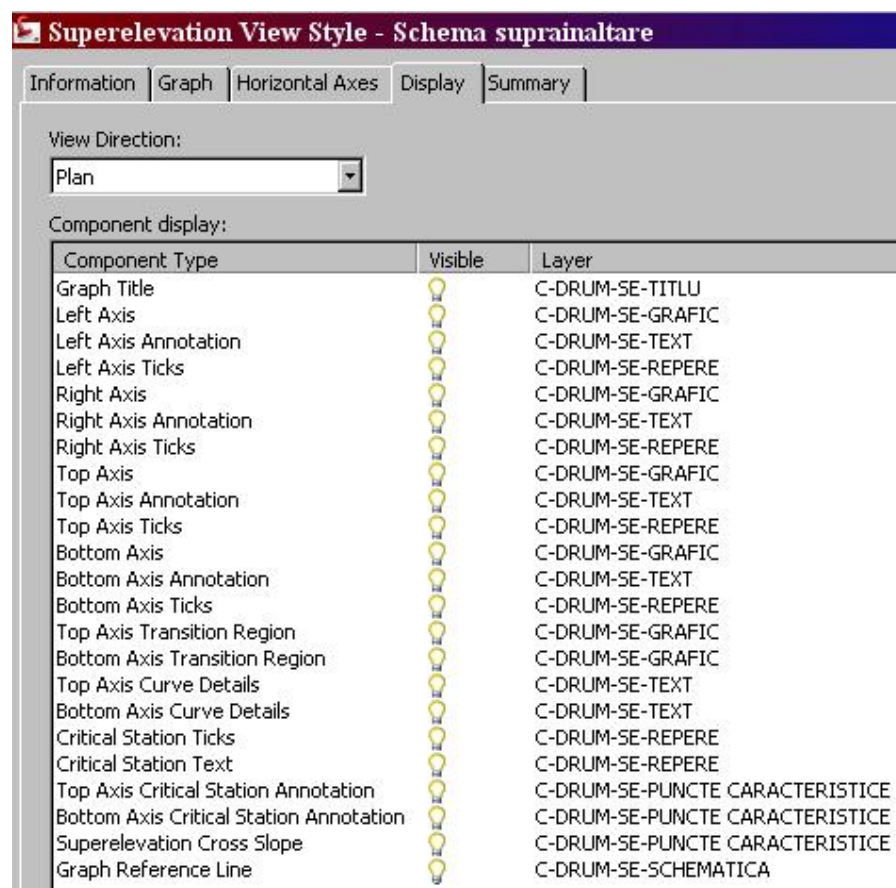 Superelevation View Style - Schema suprainaltare
Information Graph Horizontal Axes Display Summary
View Direction:
Plan
Component display:
Component Type Visible Layer
Graph Title C-DRUM-SE-TITLU
Left Axis C-DRUM-SE-GRAFIC
Left Axis Annotation C-DRUM-SE-TEXT
Left Axis Ticks C-DRUM-SE-REPERE
Right Axis C-DRUM-SE-GRAFIC
Right Axis Annotation C-DRUM-SE-TEXT
Right Axis Ticks C-DRUM-SE-REPERE
Top Axis C-DRUM-SE-GRAFIC
Top Axis Annotation C-DRUM-SE-TEXT
Top Axis Ticks C-DRUM-SE-REPERE
Bottom Axis C-DRUM-SE-GRAFIC
Bottom Axis Annotation C-DRUM-SE-TEXT
Bottom Axis Ticks C-DRUM-SE-REPERE
Top Axis Transition Region C-DRUM-SE-GRAFIC
Bottom Axis Transition Region C-DRUM-SE-GRAFIC
Top Axis Curve Details C-DRUM-SE-TEXT
Bottom Axis Curve Details C-DRUM-SE-TEXT
Critical Station Ticks C-DRUM-SE-REPERE
Critical Station Text C-DRUM-SE-REPERE
Top Axis Critical Station Annotation C-DRUM-SE-PUNCTE CARACTERISTICE
Bottom Axis Critical Station Annotation C-DRUM-SE-PUNCTE CARACTERISTICE
Superelevation Cross Slope C-DRUM-SE-PUNCTE CARACTERISTICE
Graph Reference Line C-DRUM-SE-SCHEMATICA